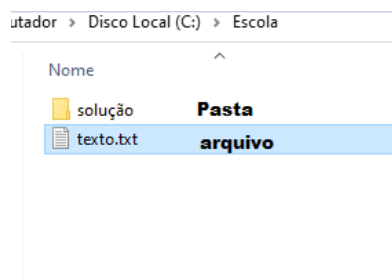 utador > Disco Local (C:) > Escola
Nome
solução Pasta
texto.txt arquivo